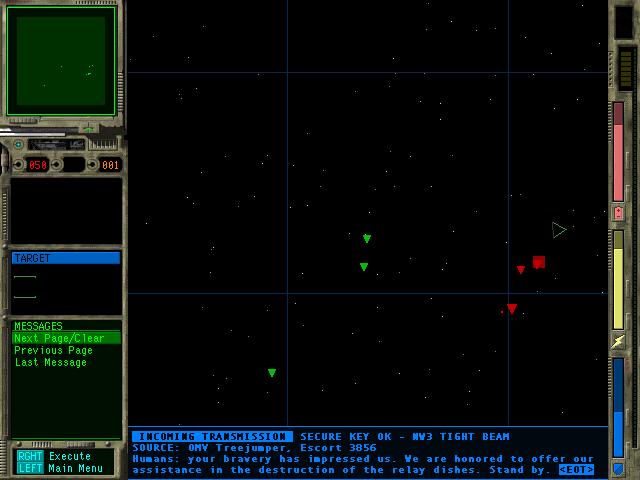 050 001
TARGET
MESSAGES
Next Page/Clear
Previous Page
Last Message
RGHT Execute
LEFT Main Menu
INCOMING TRANSMISSION SECURE KEY OK - NW3 TIGHT BEAM
SOURCE: OMV Treejumper, Escort 3856
Humans: your bravery has impressed us. We are honored to offer our
assistance in the destruction of the relay dishes. Stand by. <EOT>